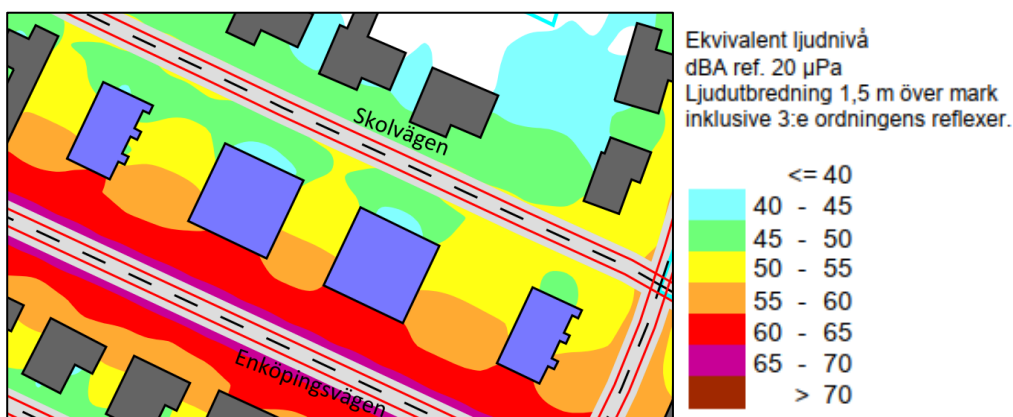 Skolvägen
Enköpingsvägen
Ekvivalent ljudnivå
dBA ref. 20 µPa
Ljudutbredning 1,5 m över mark
inklusive 3:e ordningens reflexer.
<= 40
40 - 45
45 - 50
50 - 55
55 - 60
60 - 65
65 - 70
> 70